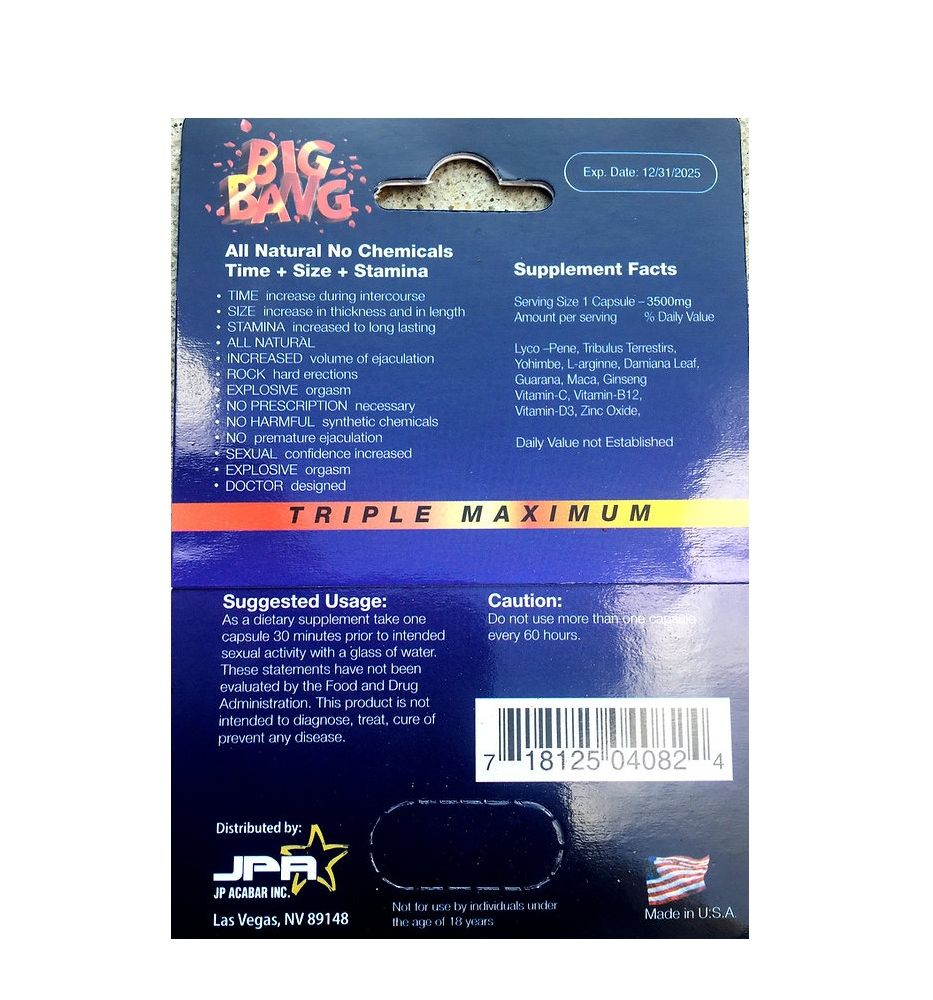 BIG
BANG
Exp. Date: 12/31/2025
All Natural No Chemicals
Time + Size + Stamina
• TIME increase during intercourse
• SIZE increase in thickness and in length
• STAMINA increased to long lasting
• ALL NATURAL
• INCREASED volume of ejaculation
• ROCK hard erections
• EXPLOSIVE orgasm
• NO PRESCRIPTION necessary
• NO HARMFUL synthetic chemicals
• NO premature ejaculation
• SEXUAL confidence increased
• EXPLOSIVE orgasm
• DOCTOR designed
Supplement Facts
Serving Size 1 Capsule – 3500mg
Amount per serving % Daily Value
Lyco –Pene, Tribulus Terrestirs,
Yohimbe, L-arginne, Damiana Leaf,
Guarana, Maca, Ginseng
Vitamin-C, Vitamin-B12,
Vitamin-D3, Zinc Oxide,
Daily Value not Established
TRIPLE MAXIMUM
Suggested Usage:
As a dietary supplement take one
capsule 30 minutes prior to intended
sexual activity with a glass of water.
These statements have not been
evaluated by the Food and Drug
Administration. This product is not
intended to diagnose, treat, cure of
prevent any disease.
Caution:
Do not use more than one capsule
every 60 hours.
7 18125 04082 4
Distributed by:
JPA
JP ACABAR INC.
Las Vegas, NV 89148
Not for use by individuals under
the age of 18 years
Made in U.S.A.